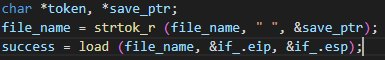 char *token, *save_ptr;
file_name = strtok_r (file_name, " ", &save_ptr);
success = load (file_name, &if_.eip, &if_.esp);